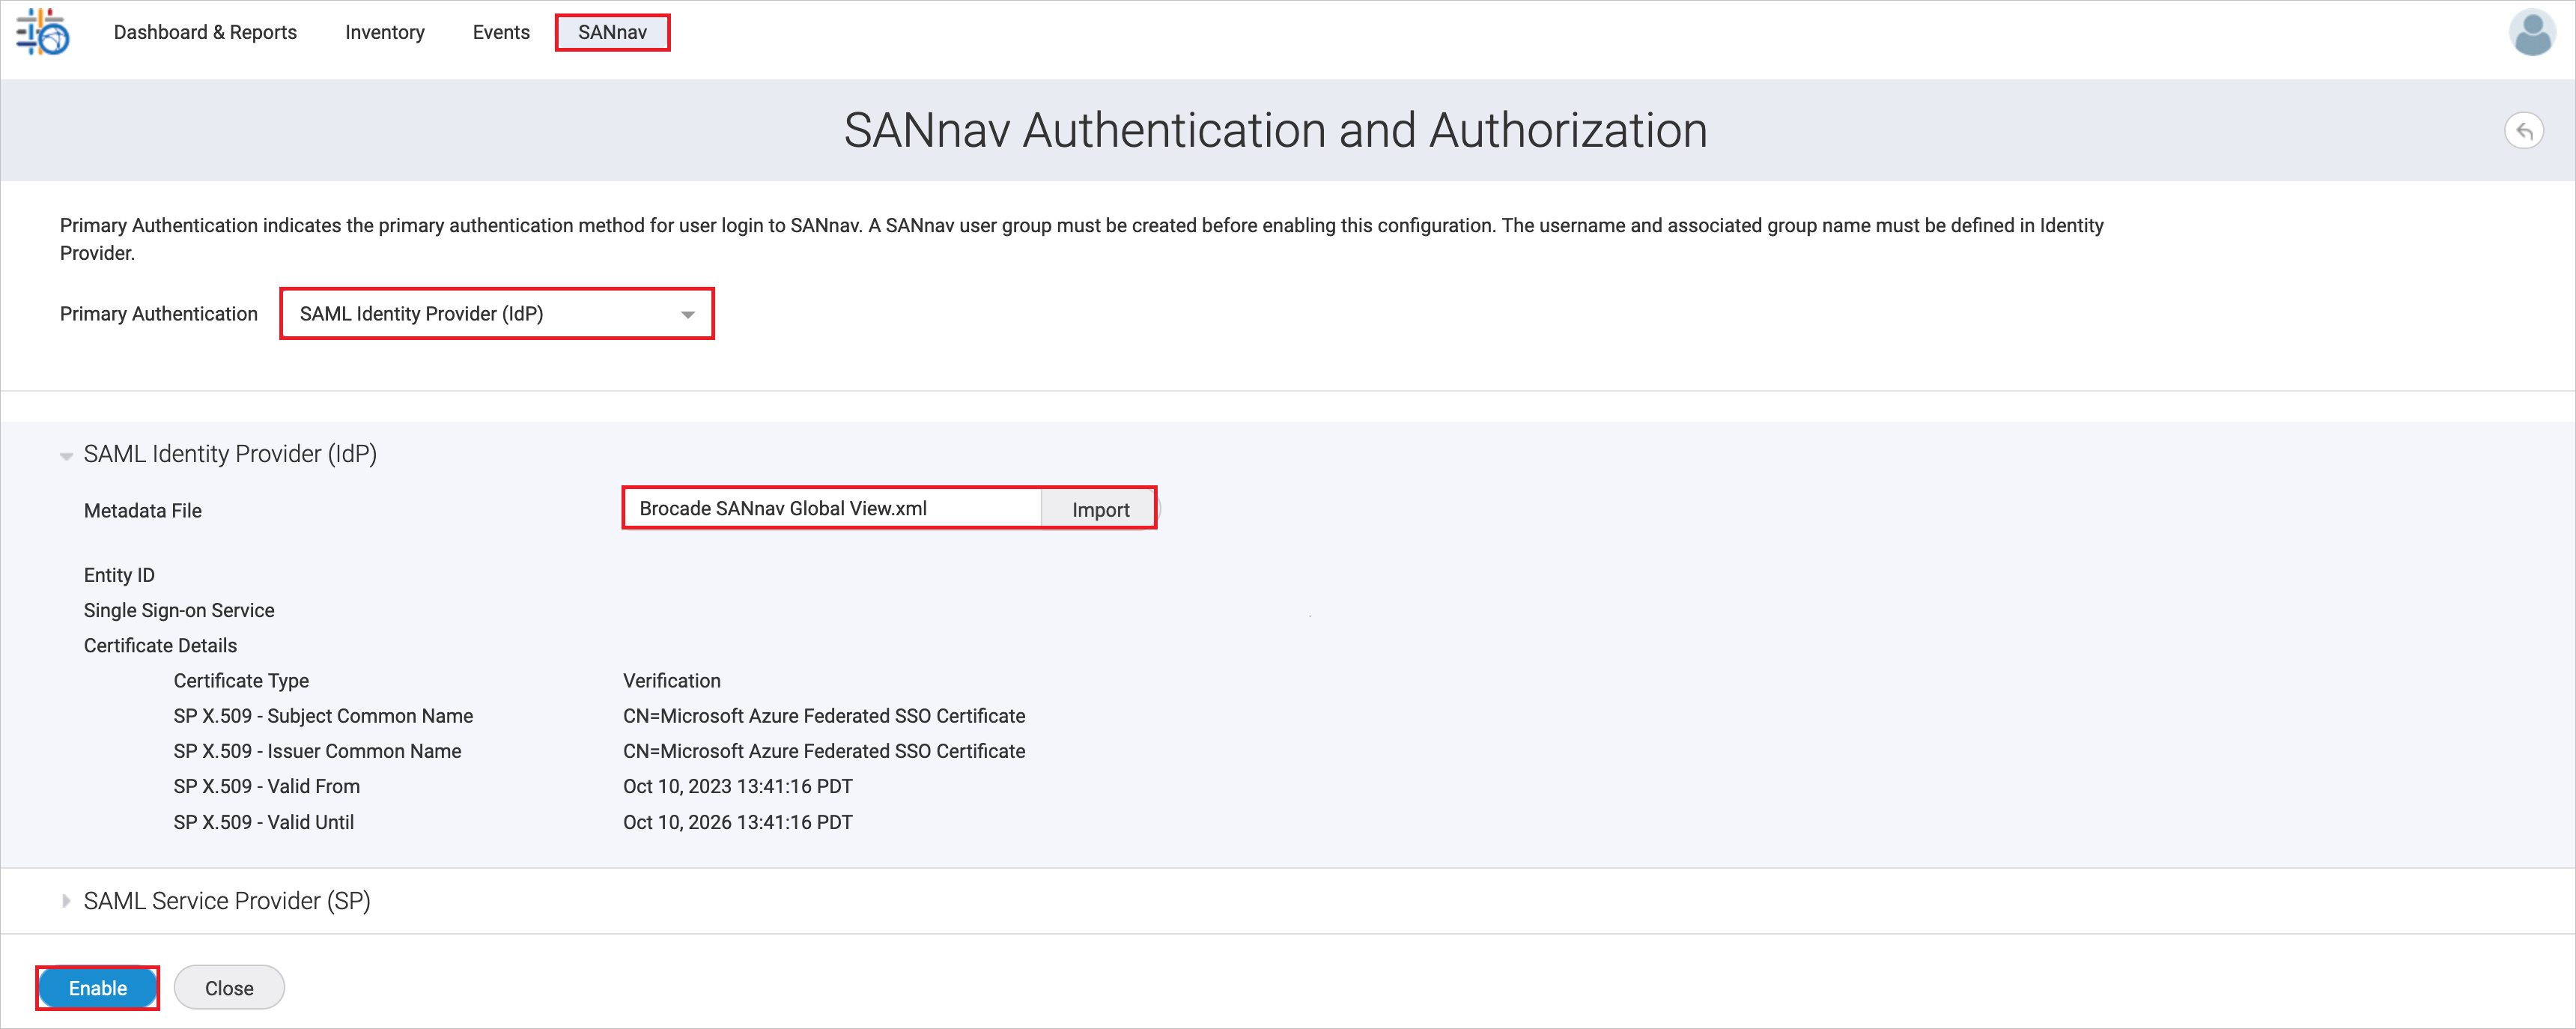 Dashboard & Reports Inventory Events SANnav
SANnav Authentication and Authorization
Primary Authentication indicates the primary authentication method for user login to SANnav. A SANnav user group must be created before enabling this configuration. The username and associated group name must be defined in Identity
Provider.
Primary Authentication SAML Identity Provider (IdP)
SAML Identity Provider (IdP)
Metadata File Brocade SANnav Global View.xml Import
Entity ID
Single Sign-on Service
Certificate Details
Certificate Type Verification
SP X.509 - Subject Common Name CN=Microsoft Azure Federated SSO Certificate
SP X.509 - Issuer Common Name CN=Microsoft Azure Federated SSO Certificate
SP X.509 - Valid From Oct 10, 2023 13:41:16 PDT
SP X.509 - Valid Until Oct 10, 2026 13:41:16 PDT
SAML Service Provider (SP)
Enable Close